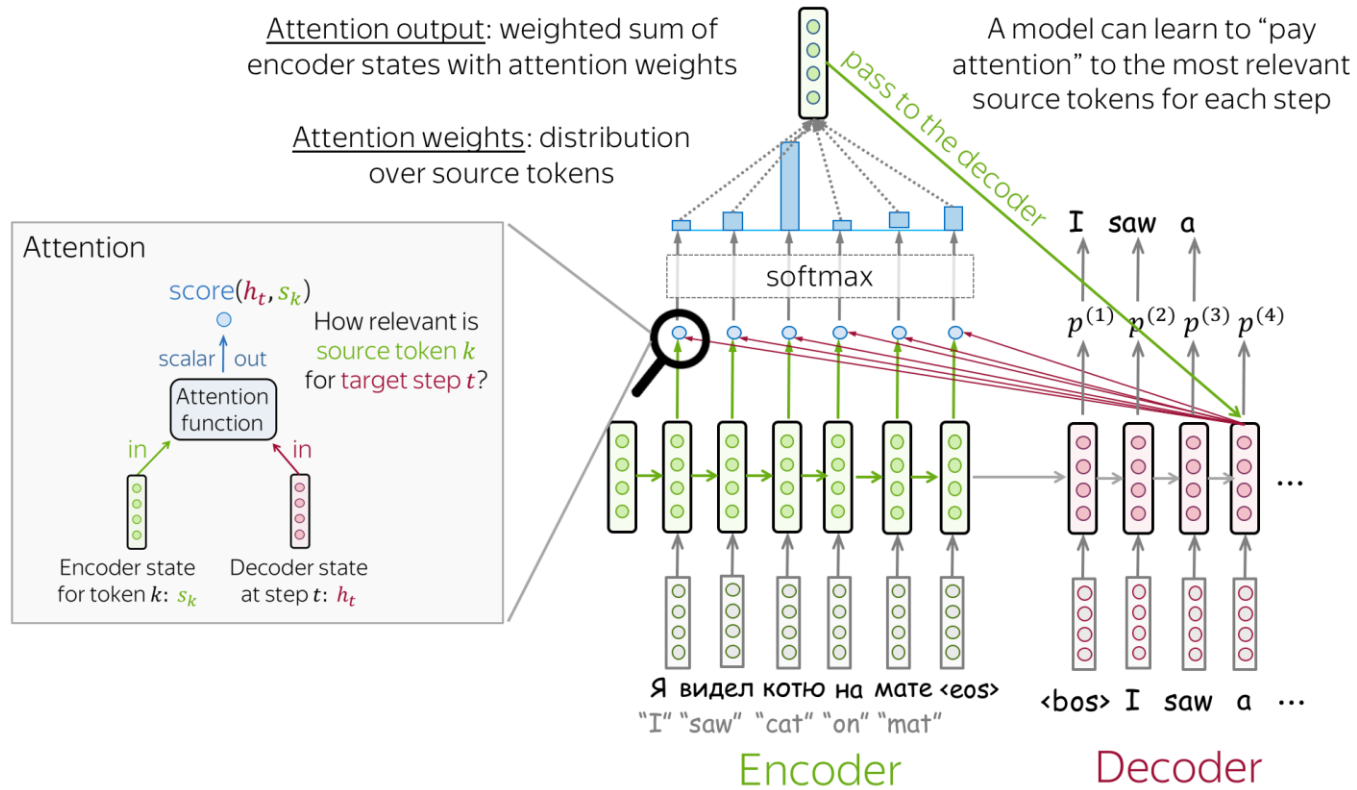 Attention output: weighted sum of
encoder states with attention weights
A model can learn to “pay
attention” to the most relevant
source tokens for each step
pass to the decoder
Attention weights: distribution
over source tokens
Attention
score(h_t, s_k)
scalar out
How relevant is
source token k
for target step t?
Attention
function
in in
Encoder state
for token k: s_k
Decoder state
at step t: h_t
softmax
I saw a
p^(1) p^(2) p^(3) p^(4)
...
Я видел котю на мате <eos>
“I” “saw” “cat” “on” “mat”
<bos> I saw a ...
Encoder Decoder